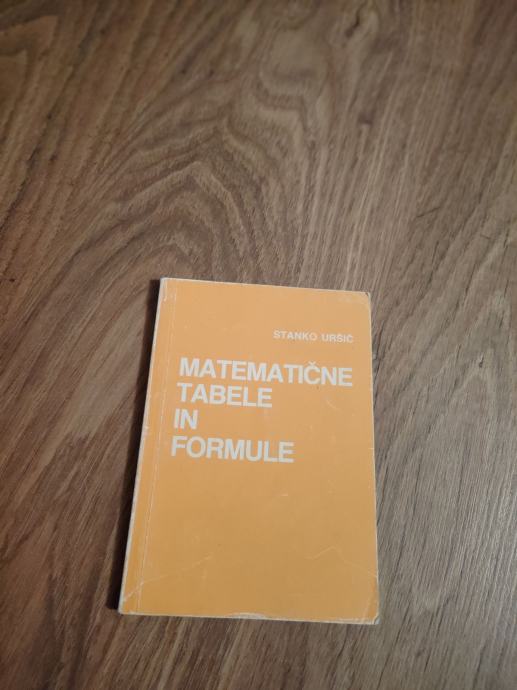 STANKO URŠIČ
MATEMATIČNE
TABELE
IN
FORMULE